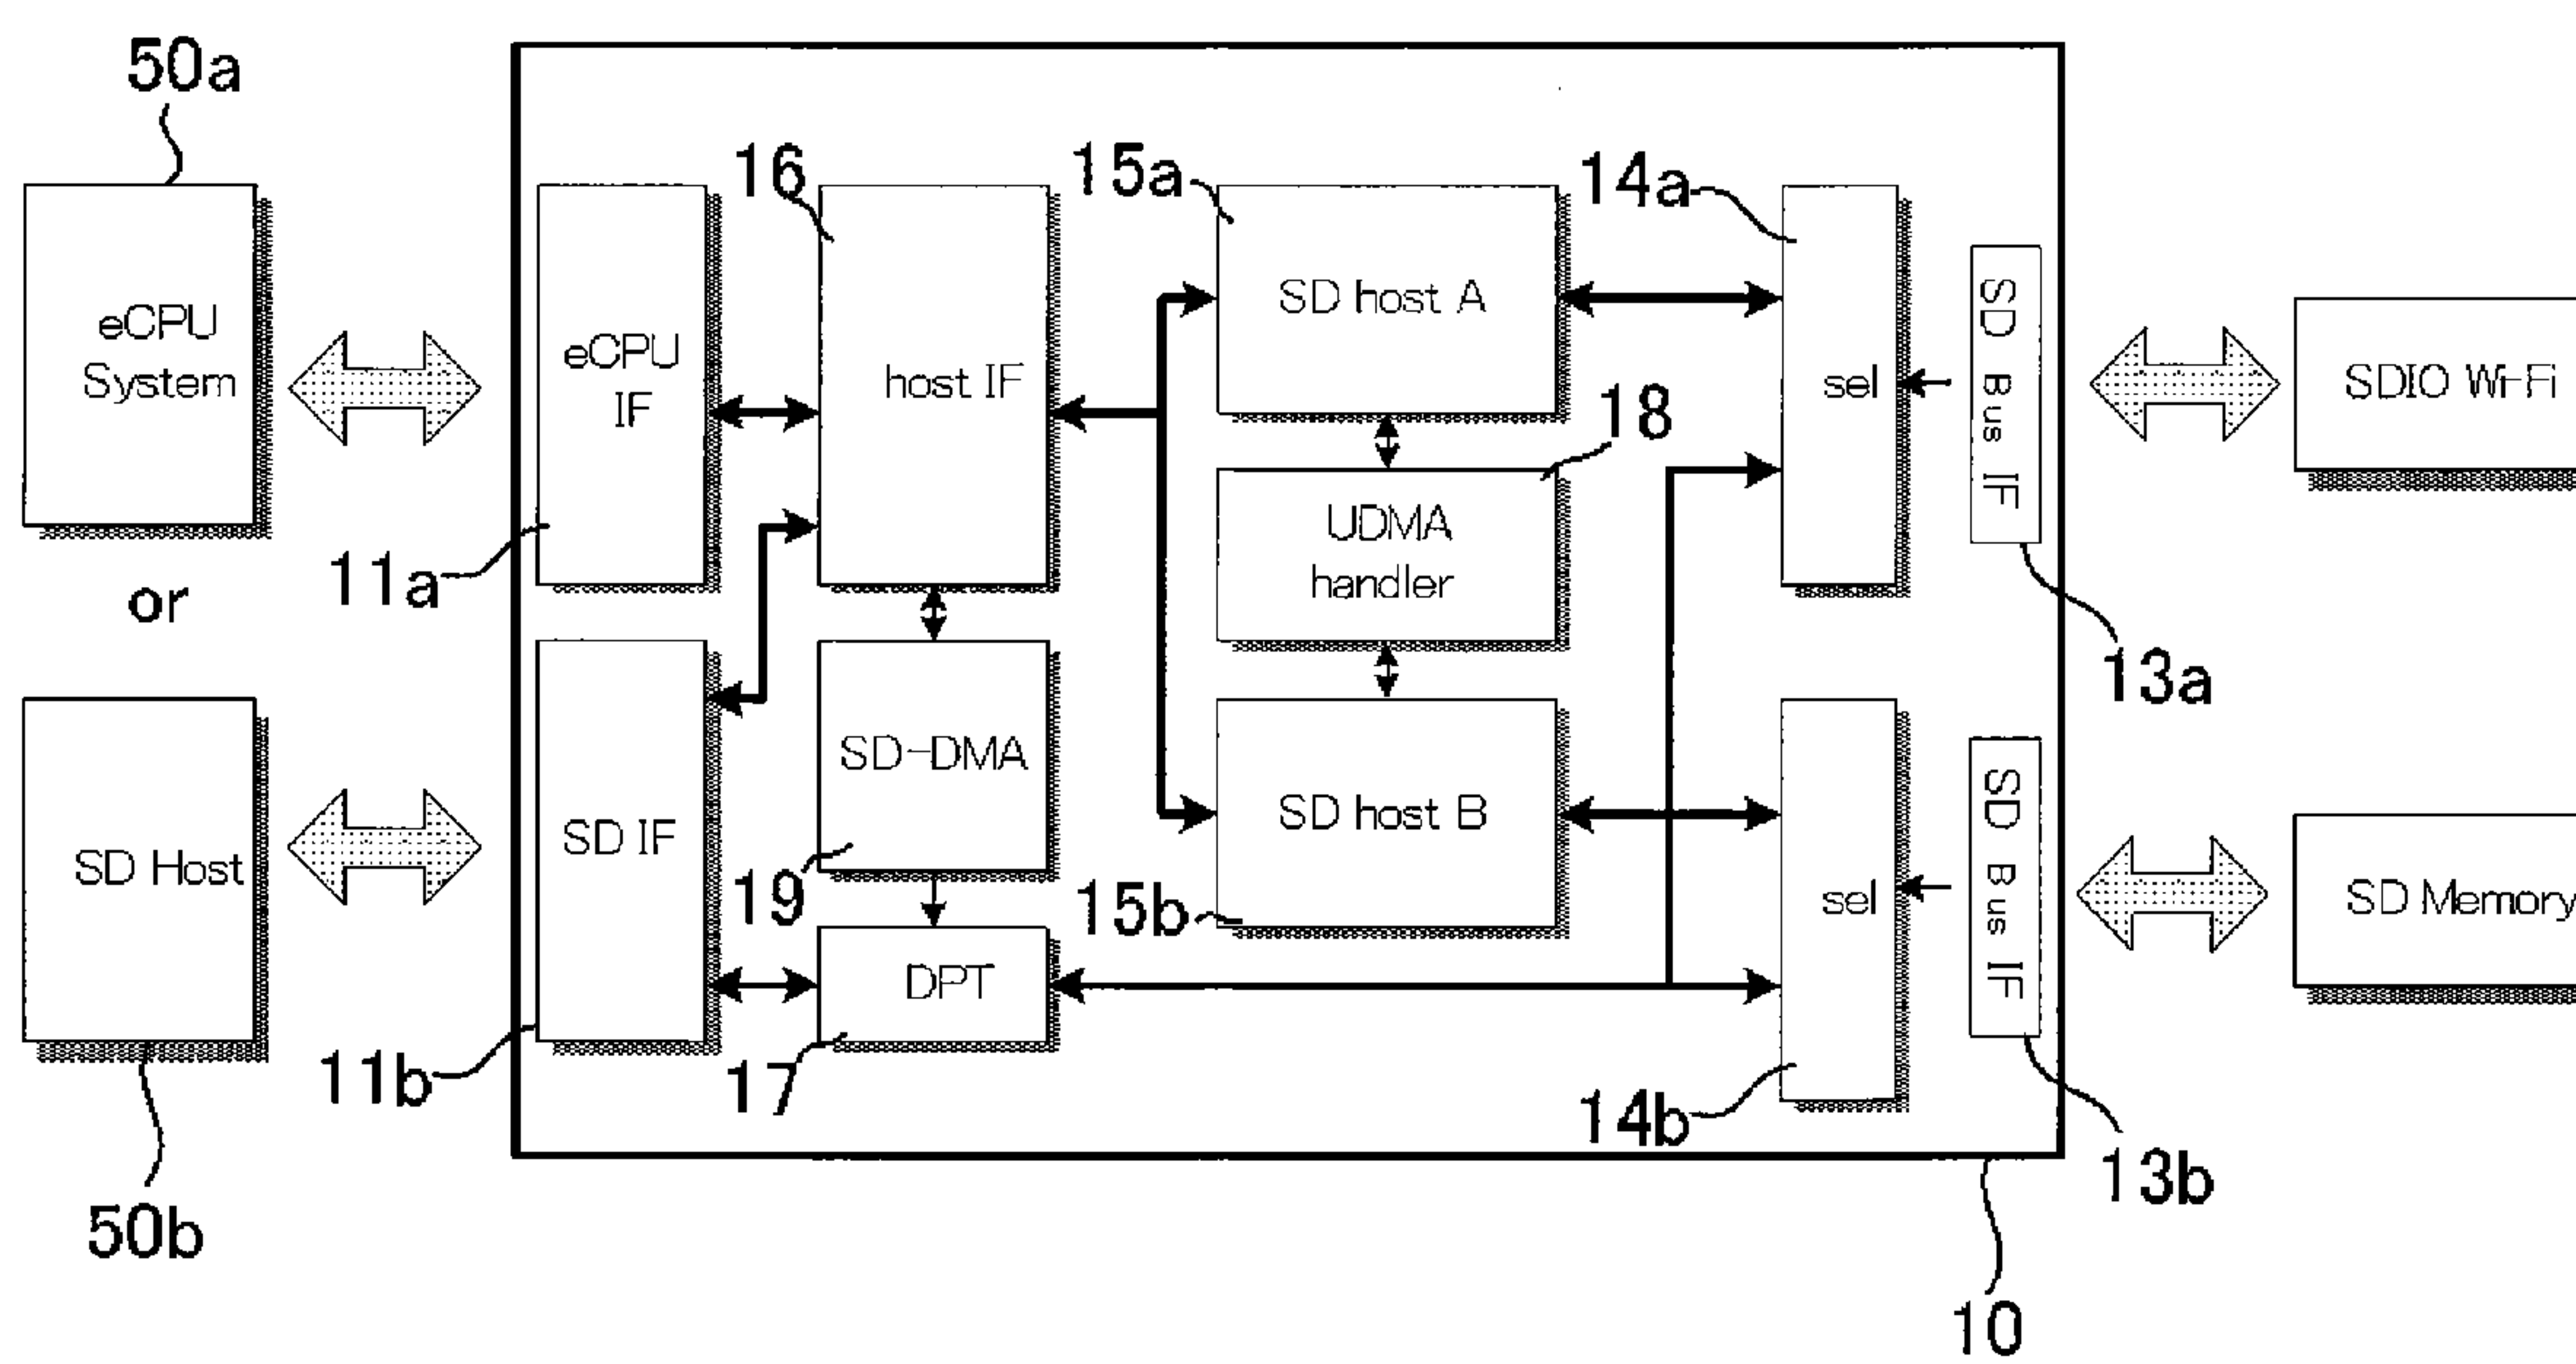 50a
16
15a
14a
eCPU
System
eCPU
IF
host IF
SD host A
sel
SD Bus IF
SDIO Wi-Fi
18
UDMA
handler
11a
or
13a
SD Host
SD IF
SD-DMA
SD host B
sel
SD Bus IF
SD Memory
19
15b
DPT
11b
17
14b
13b
50b
10